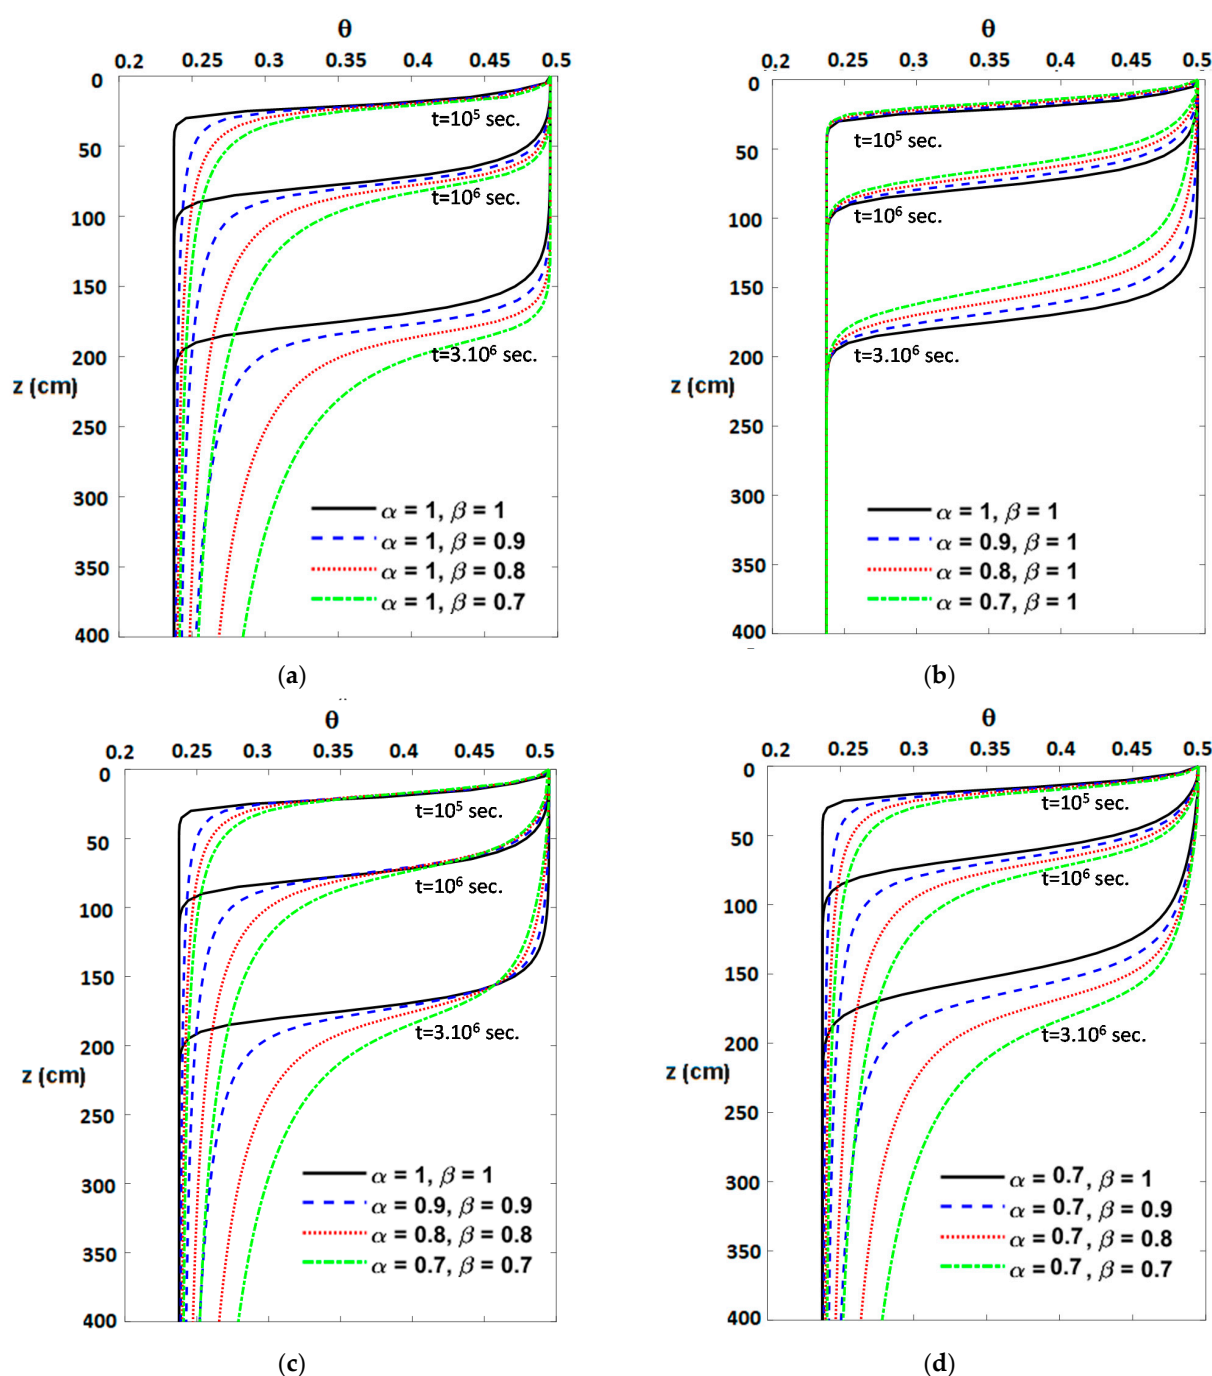 θ
0.2 0.25 0.3 0.35 0.4 0.45 0.5
0
50
100
150
200
250
300
350
400
z (cm)
t=10⁵ sec.
t=10⁶ sec.
t=3.10⁶ sec.
α = 1, β = 1
α = 1, β = 0.9
α = 1, β = 0.8
α = 1, β = 0.7
(a)
θ
0.2 0.25 0.3 0.35 0.4 0.45 0.5
0
50
100
150
200
250
300
350
400
z (cm)
t=10⁵ sec.
t=10⁶ sec.
t=3.10⁶ sec.
α = 1, β = 1
α = 0.9, β = 1
α = 0.8, β = 1
α = 0.7, β = 1
(b)
θ
0.2 0.25 0.3 0.35 0.4 0.45 0.5
0
50
100
150
200
250
300
350
400
z (cm)
t=10⁵ sec.
t=10⁶ sec.
t=3.10⁶ sec.
α = 1, β = 1
α = 0.9, β = 0.9
α = 0.8, β = 0.8
α = 0.7, β = 0.7
(c)
θ
0.2 0.25 0.3 0.35 0.4 0.45 0.5
0
50
100
150
200
250
300
350
400
z (cm)
t=10⁵ sec.
t=10⁶ sec.
t=3.10⁶ sec.
α = 0.7, β = 1
α = 0.7, β = 0.9
α = 0.7, β = 0.8
α = 0.7, β = 0.7
(d)